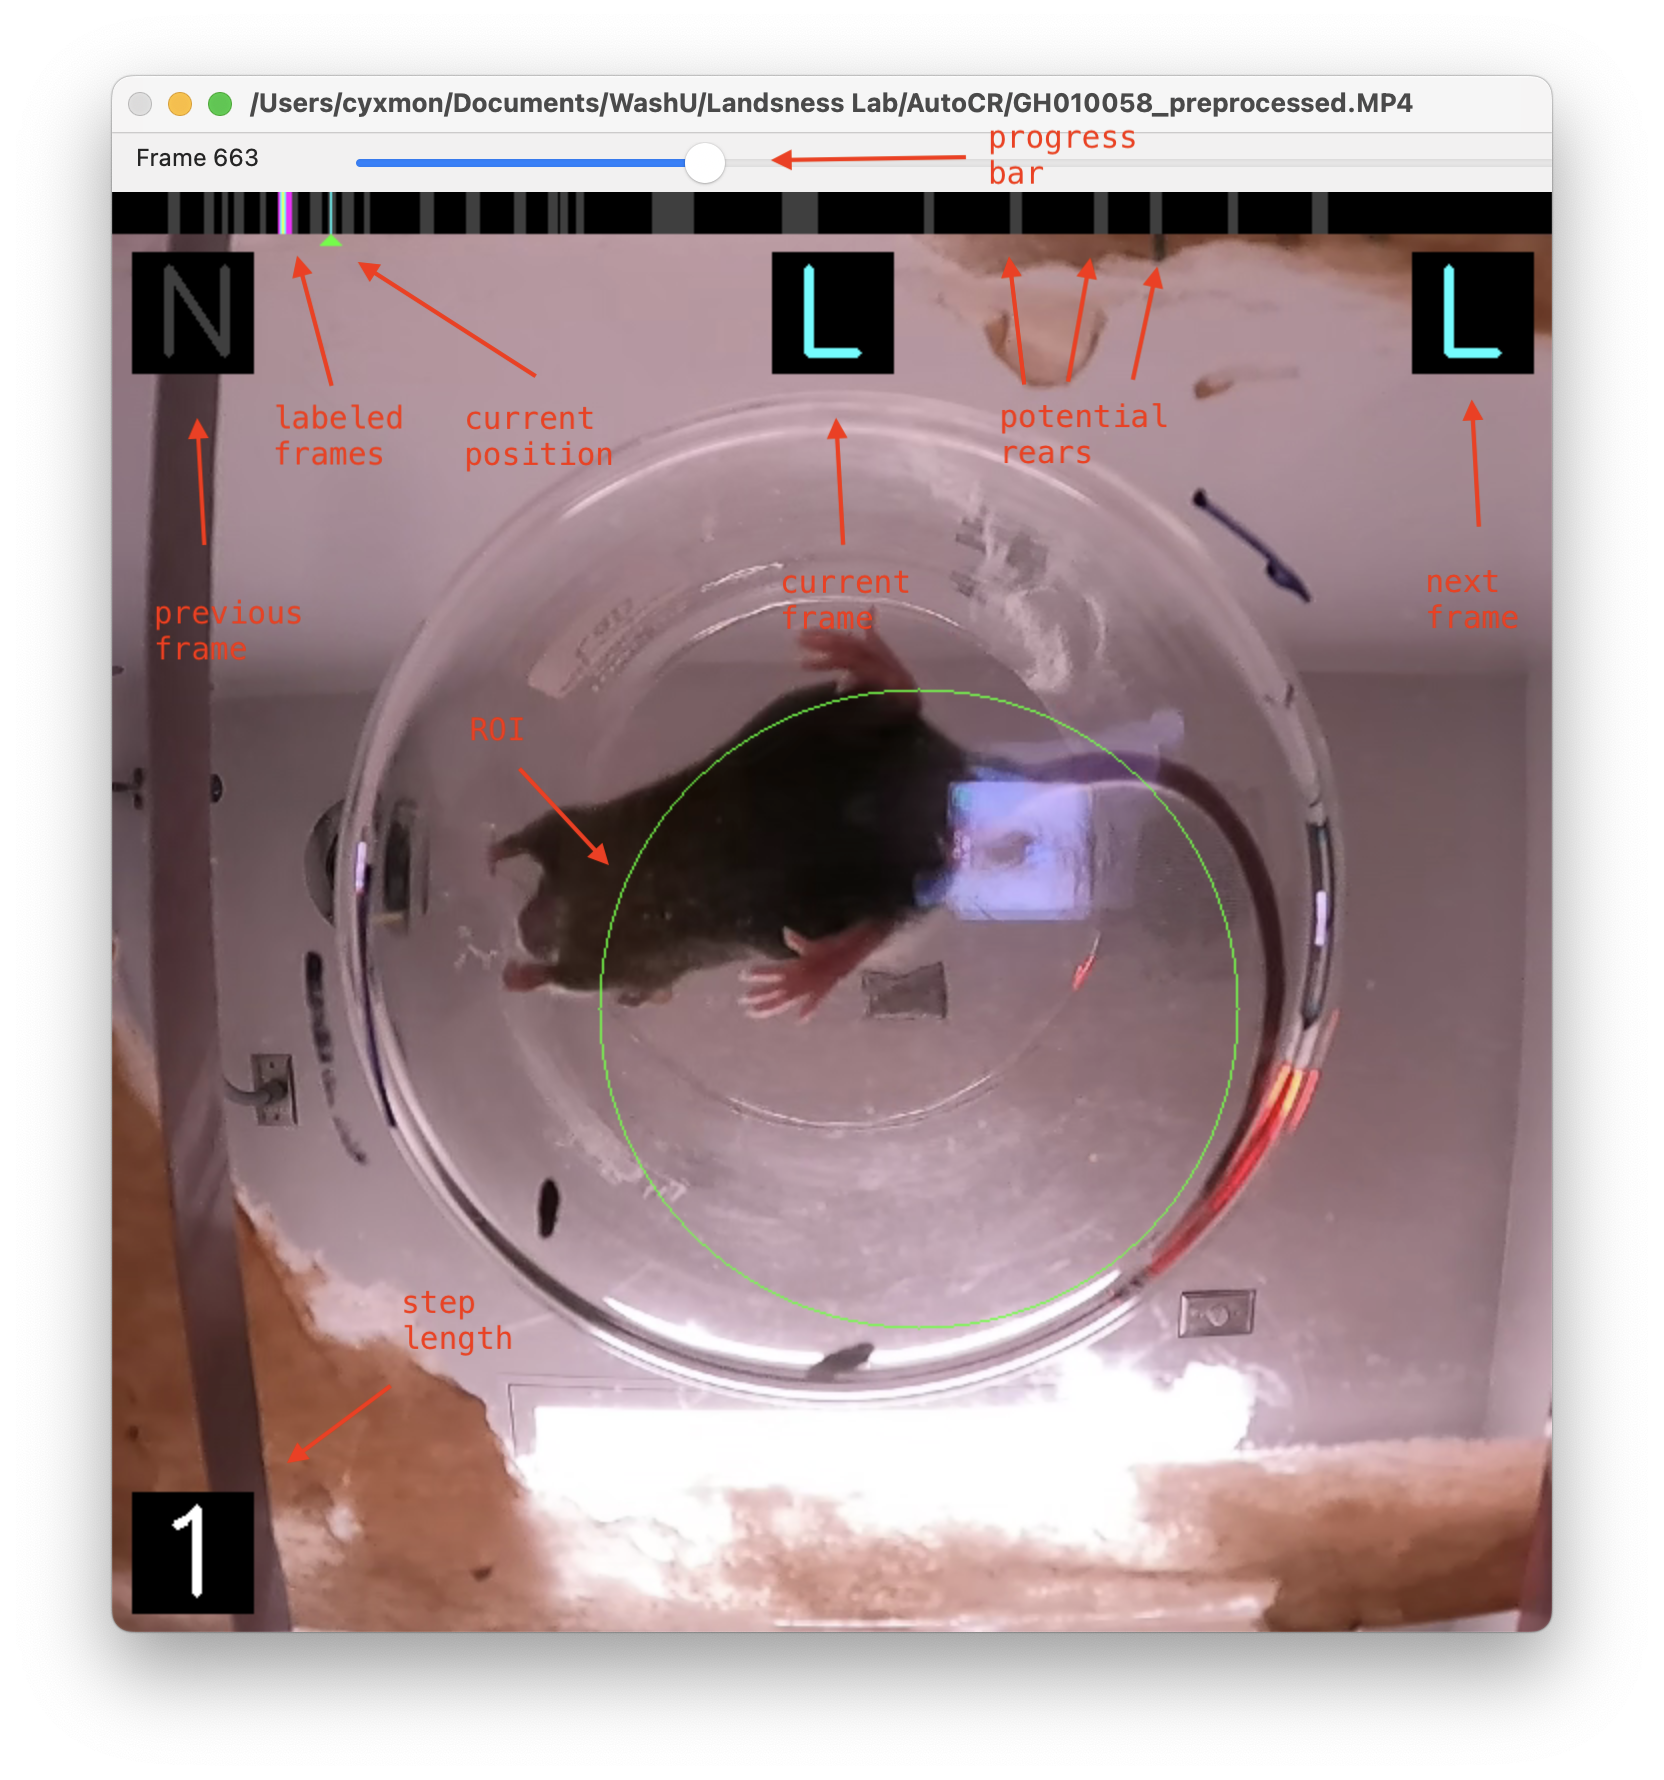 /Users/cyxmon/Documents/WashU/Landsness Lab/AutoCR/GH010058_preprocessed.MP4
Frame 663
progress
bar
N
L
L
labeled
frames
current
position
potential
rears
previous
frame
current
frame
next
frame
ROI
step
length
1